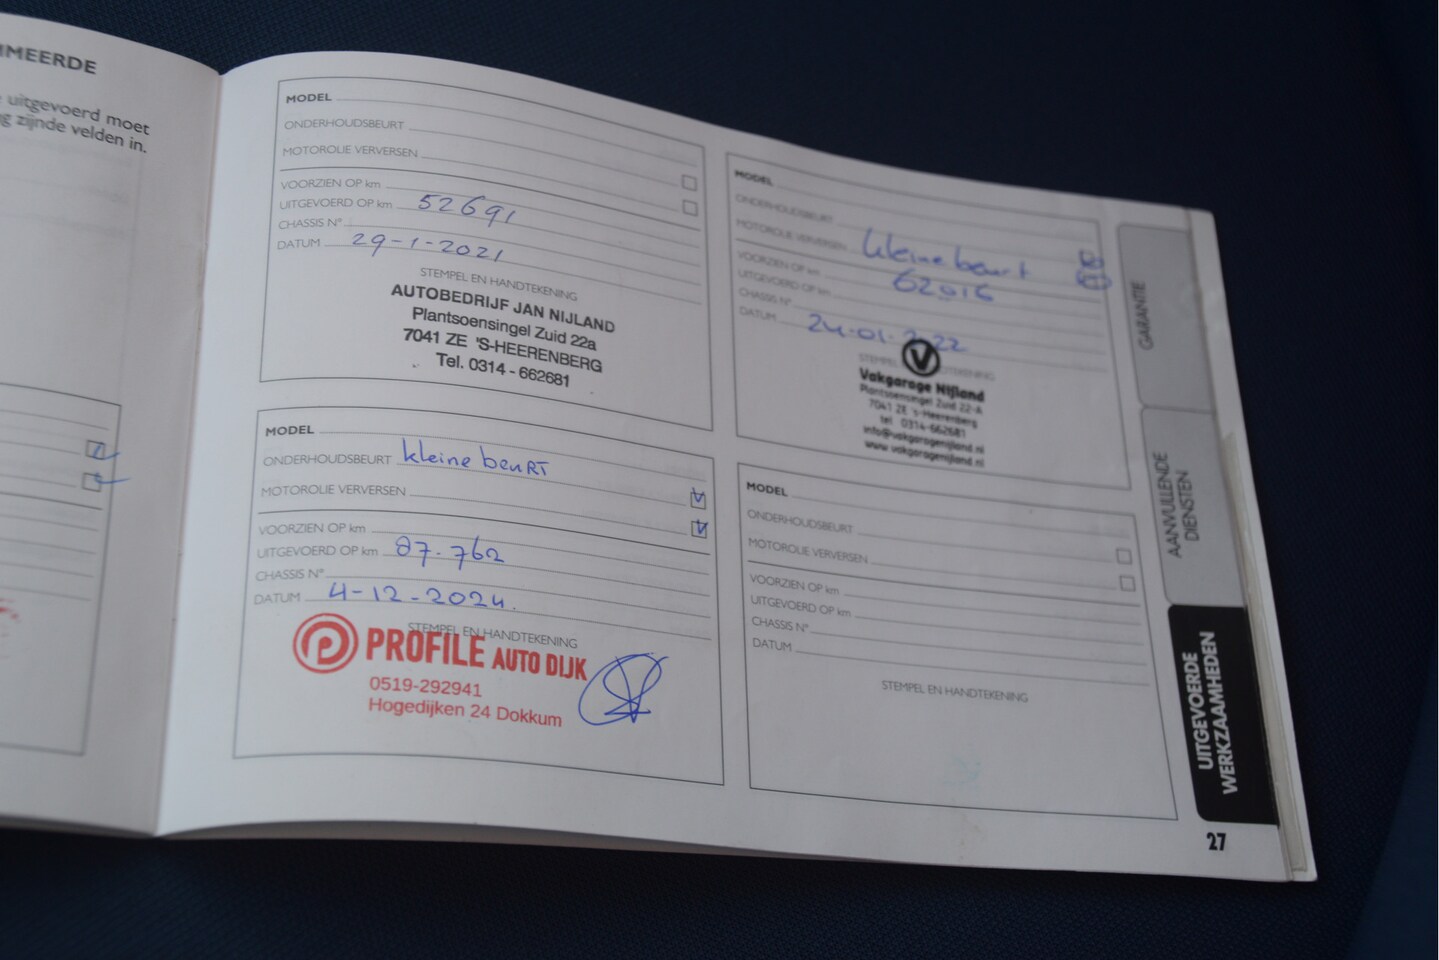 MMEERDE
uitgevoerd moet
zijnde velden in.
MODEL
ONDERHOUDSBEURT
MOTOROLIE VERVERSEN
VOORZIEN OP km
UITGEVOERD OP km 52691
CHASSIS N°
DATUM 29-1-2021
STEMPEL EN HANDTEKENING
AUTOBEDRIJF JAN NIJLAND
Plantsoensingel Zuid 22a
7041 ZE 'S-HEERENBERG
Tel. 0314-662681
MODEL
ONDERHOUDSBEURT
MOTOROLIE VERVERSEN kleine beurt
VOORZIEN OP km
UITGEVOERD OP km 62016
CHASSIS N°
DATUM 24-01-2022
STEMPEL
V
Vakgarage Nijland
Plantsoensingel Zuid 22-A
7041 ZE 's-Heerenberg
tel. 0314-662681
info@vakgaragenijland.nl
www.vakgaragenijland.nl
MODEL
ONDERHOUDSBEURT kleine beuRT
MOTOROLIE VERVERSEN
VOORZIEN OP km
UITGEVOERD OP km 87.762
CHASSIS N°
DATUM 4-12-2024.
STEMPEL EN HANDTEKENING
PROFILE AUTO DIJK
0519-292941
Hogedijken 24 Dokkum
MODEL
ONDERHOUDSBEURT
MOTOROLIE VERVERSEN
VOORZIEN OP km
UITGEVOERD OP km
CHASSIS N°
DATUM
STEMPEL EN HANDTEKENING
GARANTIE
AANVULLENDE
DIENSTEN
UITGEVOERDE
WERKZAAMHEDEN
27